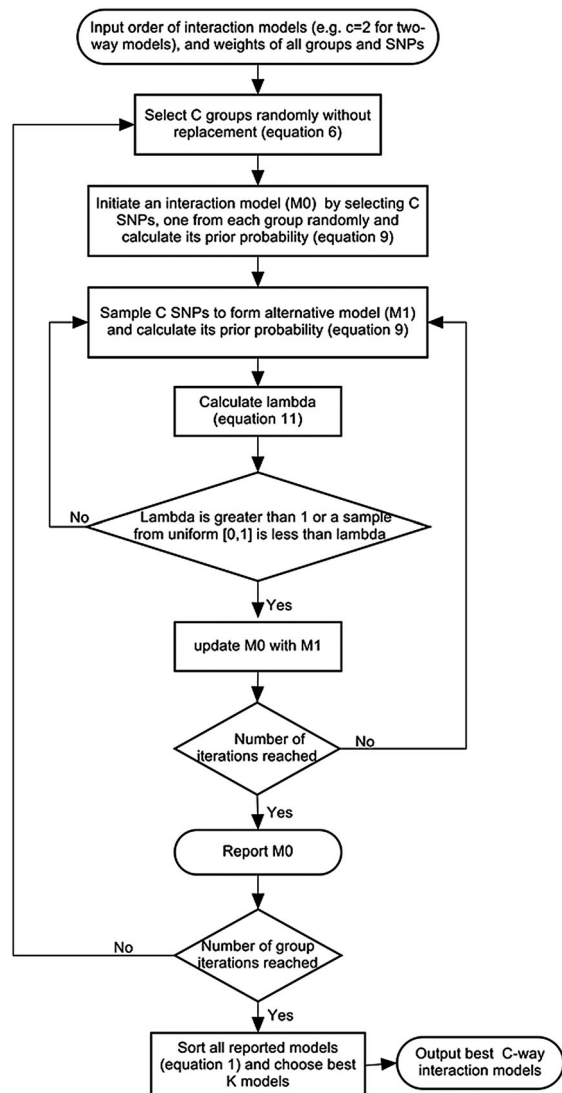 Input order of interaction models (e.g. c=2 for two-
way models), and weights of all groups and SNPs
Select C groups randomly without
replacement (equation 6)
Initiate an interaction model (M0) by selecting C
SNPs, one from each group randomly and
calculate its prior probability (equation 9)
Sample C SNPs to form alternative model (M1)
and calculate its prior probability (equation 9)
Calculate lambda
(equation 11)
No
Lambda is greater than 1 or a sample
from uniform [0,1] is less than lambda
Yes
update M0 with M1
Number of
iterations reached
No
Yes
Report M0
No
Number of group
iterations reached
Yes
Sort all reported models
(equation 1) and choose best
K models
Output best C-way
interaction models